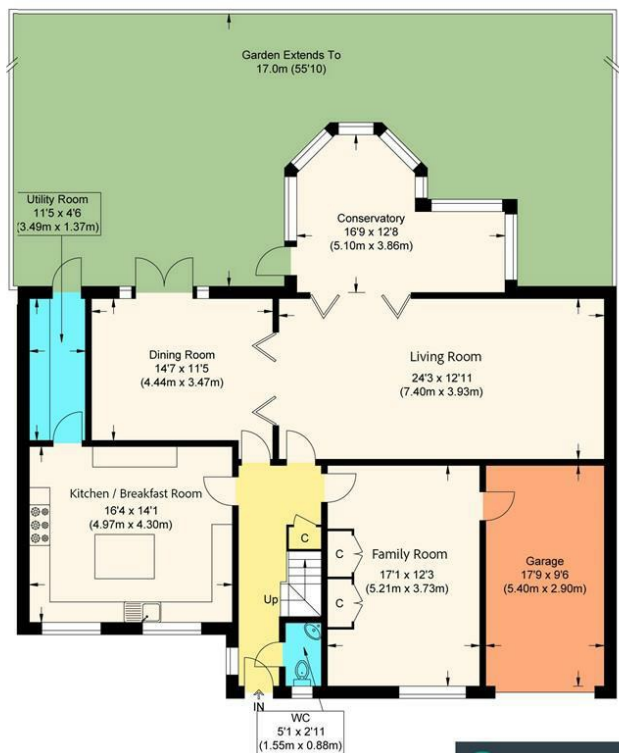 Garden Extends To
17.0m (55'10)
Utility Room
11'5 x 4'6
(3.49m x 1.37m)
Conservatory
16'9 x 12'8
(5.10m x 3.86m)
Dining Room
14'7 x 11'5
(4.44m x 3.47m)
Living Room
24'3 x 12'11
(7.40m x 3.93m)
Kitchen / Breakfast Room
16'4 x 14'1
(4.97m x 4.30m)
C
C
C
Up
Family Room
17'1 x 12'3
(5.21m x 3.73m)
Garage
17'9 x 9'6
(5.40m x 2.90m)
IN
WC
5'1 x 2'11
(1.55m x 0.88m)